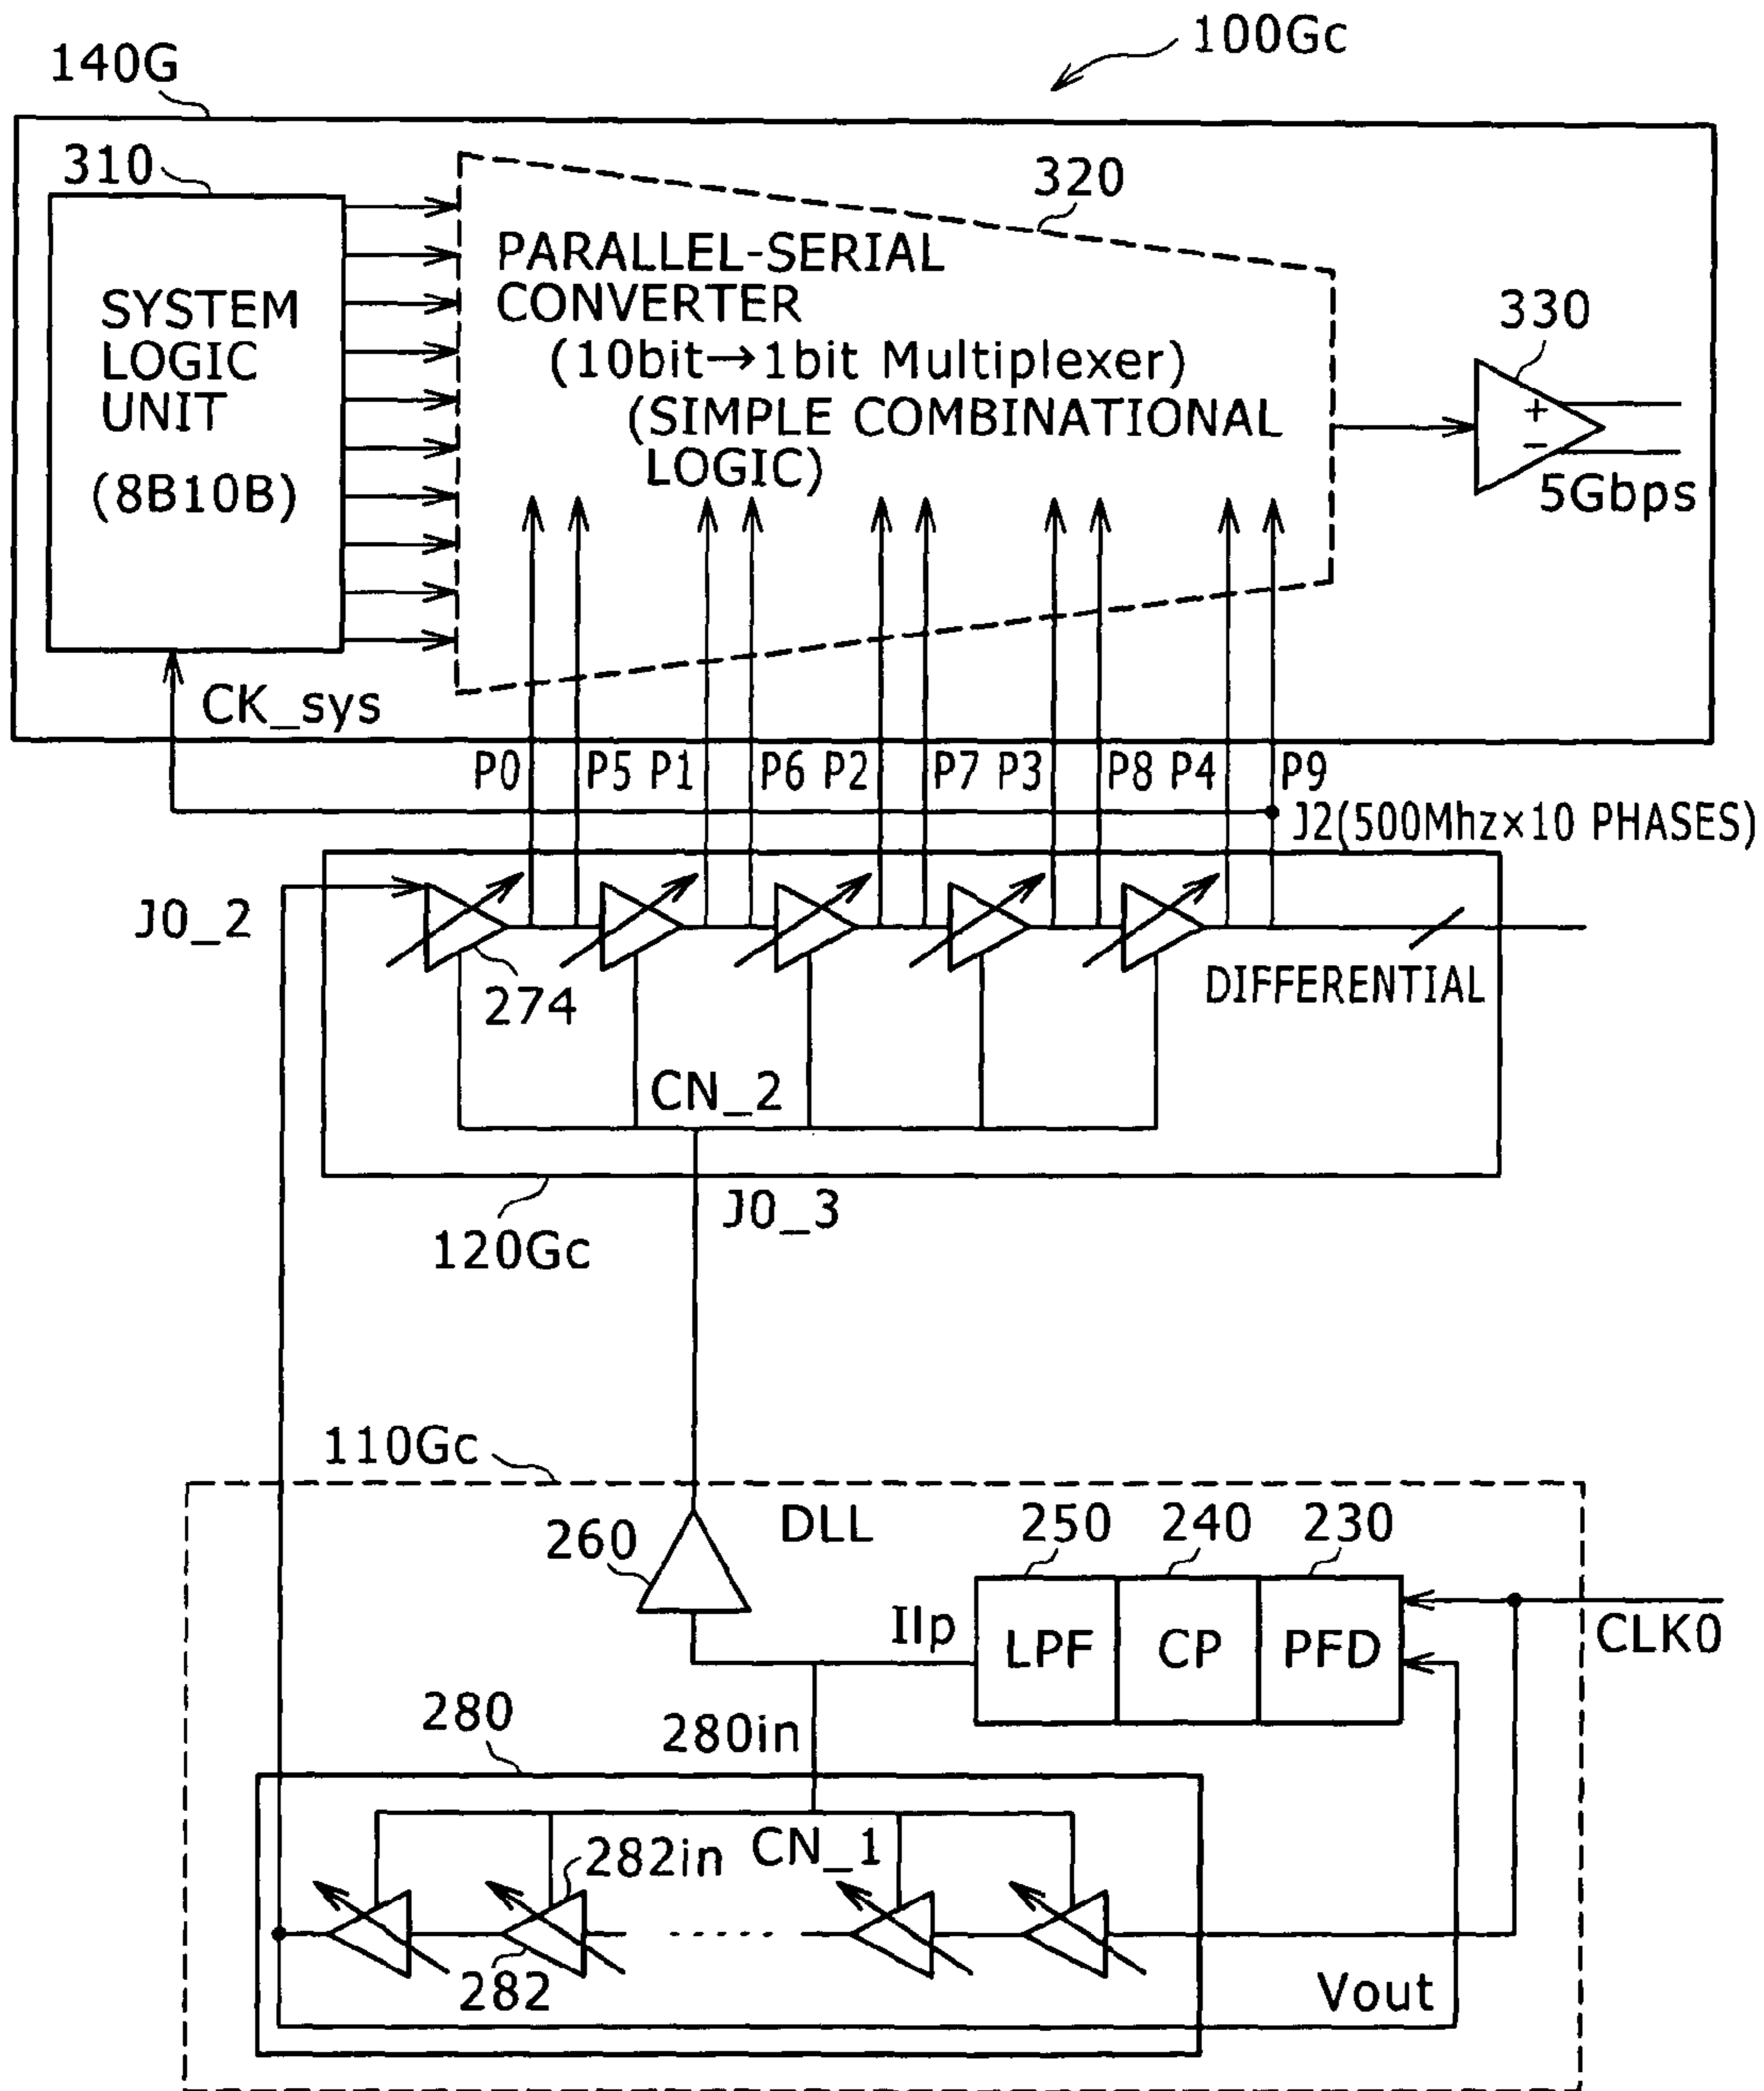 100Gc
140G
310
320
SYSTEM
LOGIC
UNIT
(8B10B)
PARALLEL-SERIAL
CONVERTER
(10bit→1bit Multiplexer)
(SIMPLE COMBINATIONAL
LOGIC)
330
+
−
5Gbps
CK_sys
P0 P5 P1 P6 P2 P7 P3 P8 P4 P9
J2(500Mhz×10 PHASES)
J0_2
274
DIFFERENTIAL
CN_2
J0_3
120Gc
110Gc
260
DLL
250 240 230
Ilp
LPF CP PFD
CLK0
280
280in
282in
CN_1
282
Vout